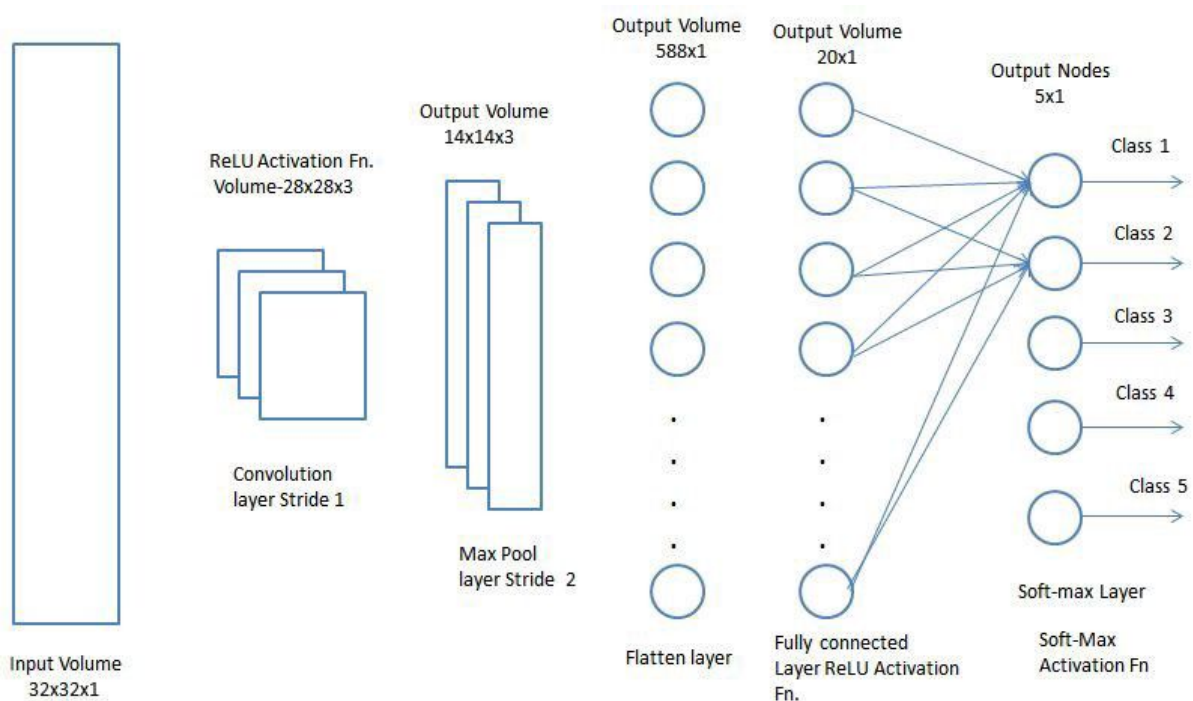 Input Volume
32x32x1
ReLU Activation Fn.
Volume-28x28x3
Convolution
layer Stride 1
Output Volume
14x14x3
Max Pool
layer Stride 2
Output Volume
588x1
Flatten layer
Output Volume
20x1
Fully connected
Layer ReLU Activation
Fn.
Output Nodes
5x1
Class 1
Class 2
Class 3
Class 4
Class 5
Soft-max Layer
Soft-Max
Activation Fn